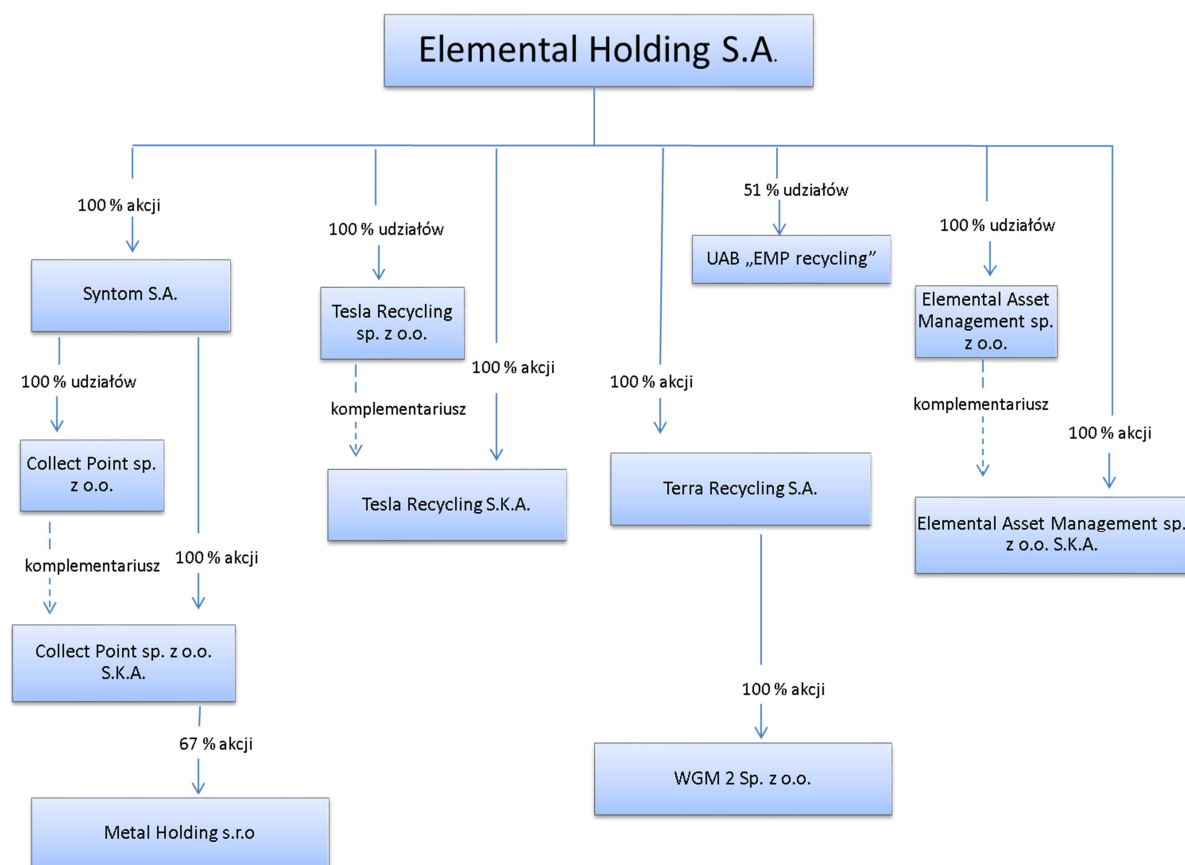 Elemental Holding S.A.
51 % udziałów
100 % akcji
100 % udziałów
100 % udziałów
UAB „EMP recycling”
Syntom S.A.
Tesla Recycling
sp. z o.o.
Elemental Asset
Management sp.
z o.o.
100 % akcji
100 % udziałów
100 % akcji
komplementariusz
komplementariusz
100 % akcji
Collect Point sp.
z o.o.
Tesla Recycling S.K.A.
Terra Recycling S.A.
Elemental Asset Management sp.
z o.o. S.K.A.
komplementariusz
100 % akcji
Collect Point sp. z o.o.
S.K.A.
100 % akcji
67 % akcji
WGM 2 Sp. z o.o.
Metal Holding s.r.o